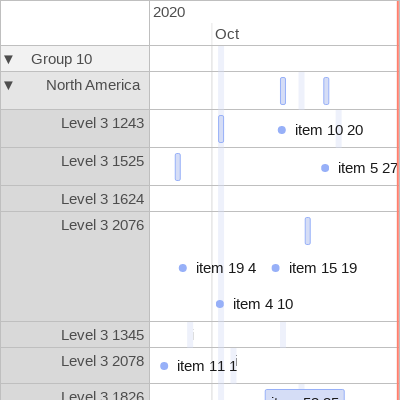 2020
Oct
▼ Group 10
▼ North America
Level 3 1243
item 10 20
Level 3 1525
item 5 27
Level 3 1624
Level 3 2076
item 19 4
item 15 19
item 4 10
Level 3 1345
Level 3 2078
item 11 1
Level 3 1826